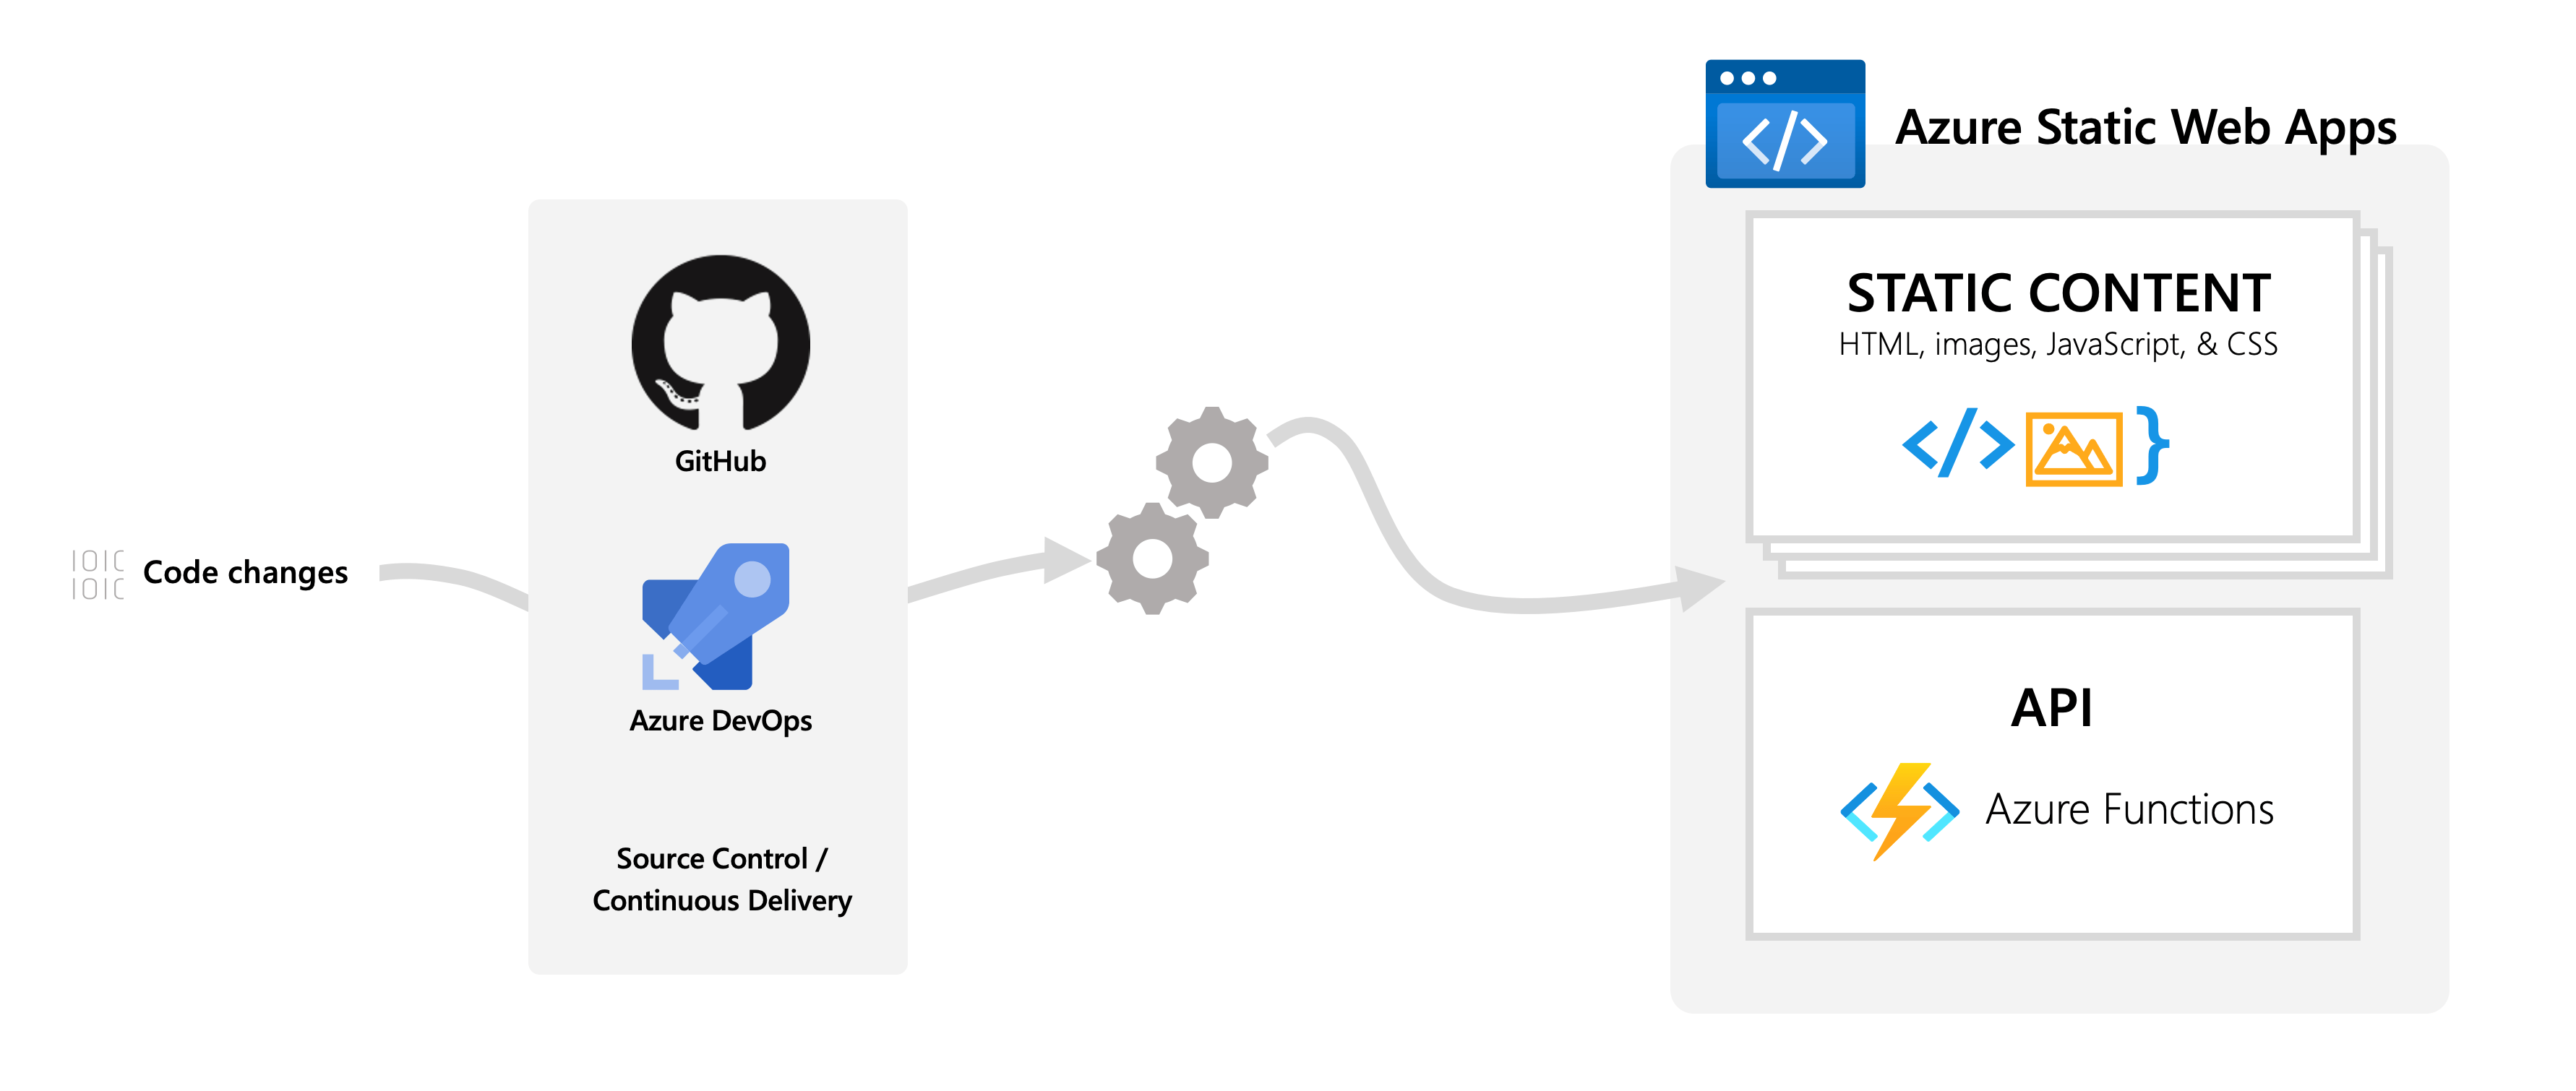 Code changes
GitHub
Azure DevOps
Source Control /
Continuous Delivery
Azure Static Web Apps
STATIC CONTENT
HTML, images, JavaScript, & CSS
API
Azure Functions